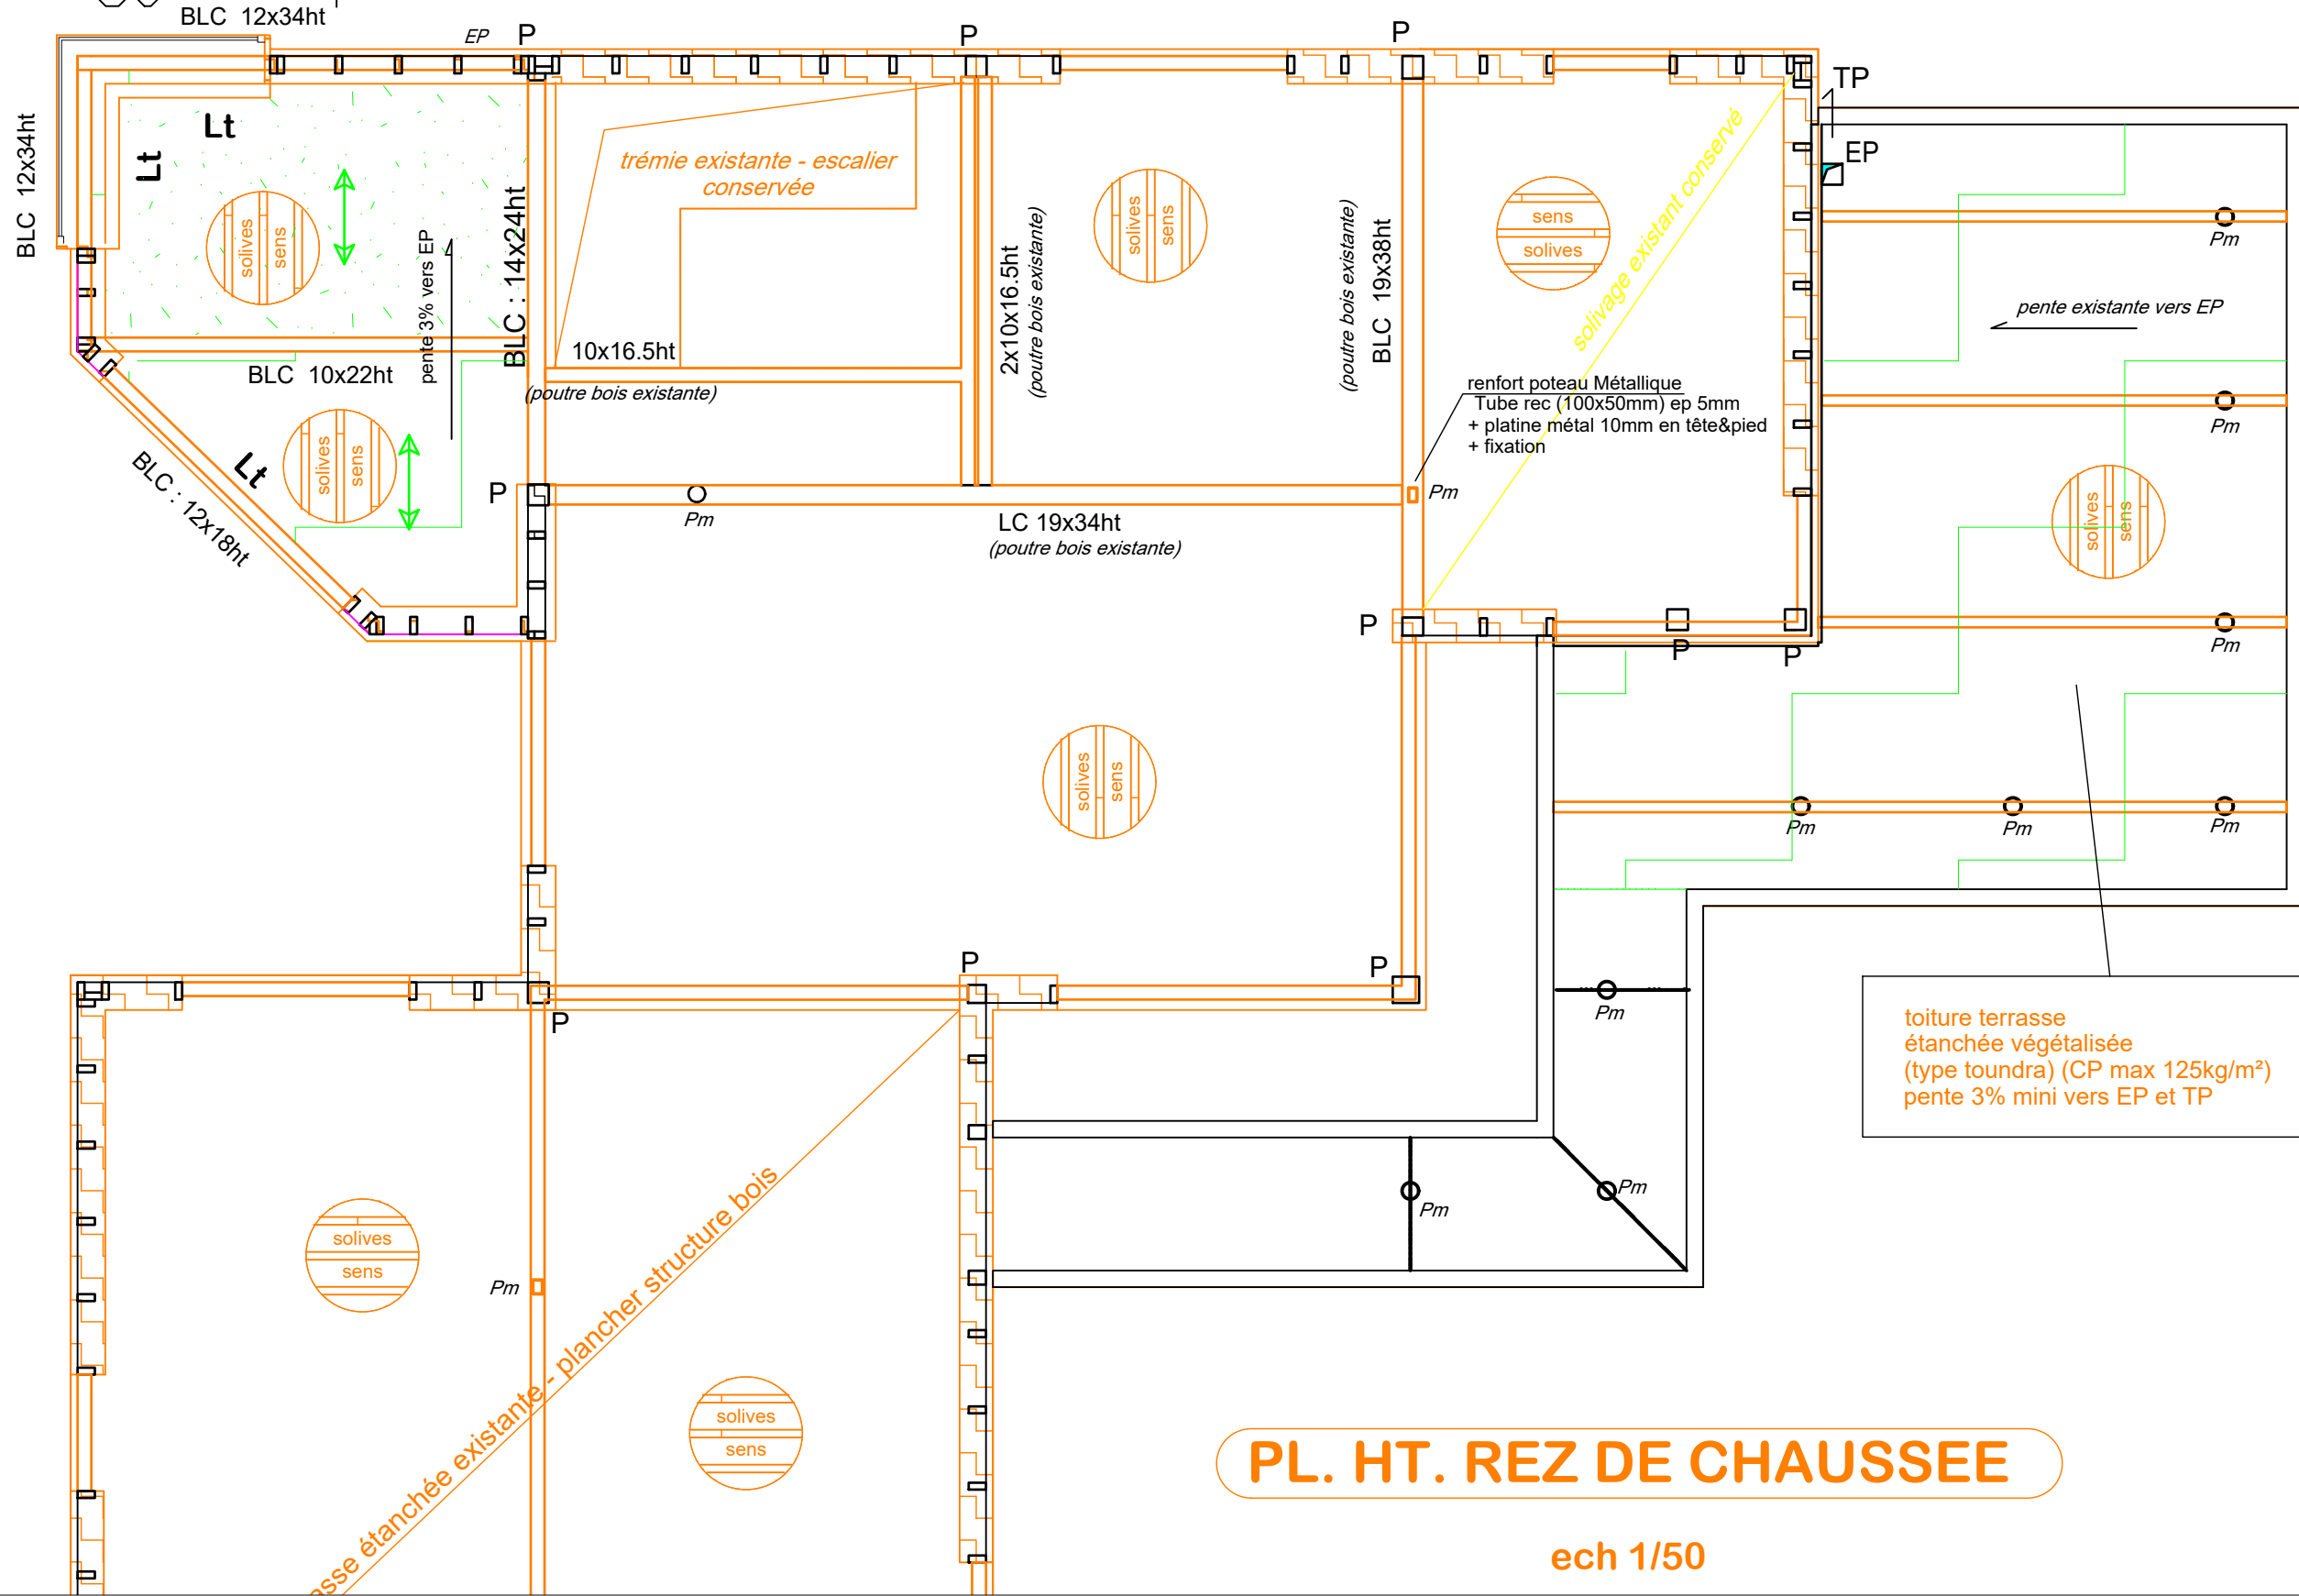 BLC 12x34ht
EP
P
P
P
TP
EP
BLC 12x34ht
Lt
Lt
trémie existante - escalier
conservée
solives
sens
pente 3% vers EP
BLC : 14x24ht
2x10x16.5ht
(poutre bois existante)
solives
sens
(poutre bois existante)
BLC 19x38ht
sens
solives
solivage existant conservé
Pm
pente existante vers EP
10x16.5ht
(poutre bois existante)
BLC 10x22ht
renfort poteau Métallique
Tube rec (100x50mm) ep 5mm
+ platine métal 10mm en tête&pied
+ fixation
Pm
Lt
solives
sens
BLC : 12x18ht
P
Pm
Pm
LC 19x34ht
(poutre bois existante)
solives
sens
P
P
P
Pm
solives
sens
Pm
Pm
Pm
P
P
P
Pm
toiture terrasse
étanchée végétalisée
(type toundra) (CP max 125kg/m²)
pente 3% mini vers EP et TP
Pm
Pm
solives
sens
Pm
asse étanchée existante - plancher structure bois
solives
sens
PL. HT. REZ DE CHAUSSEE
ech 1/50